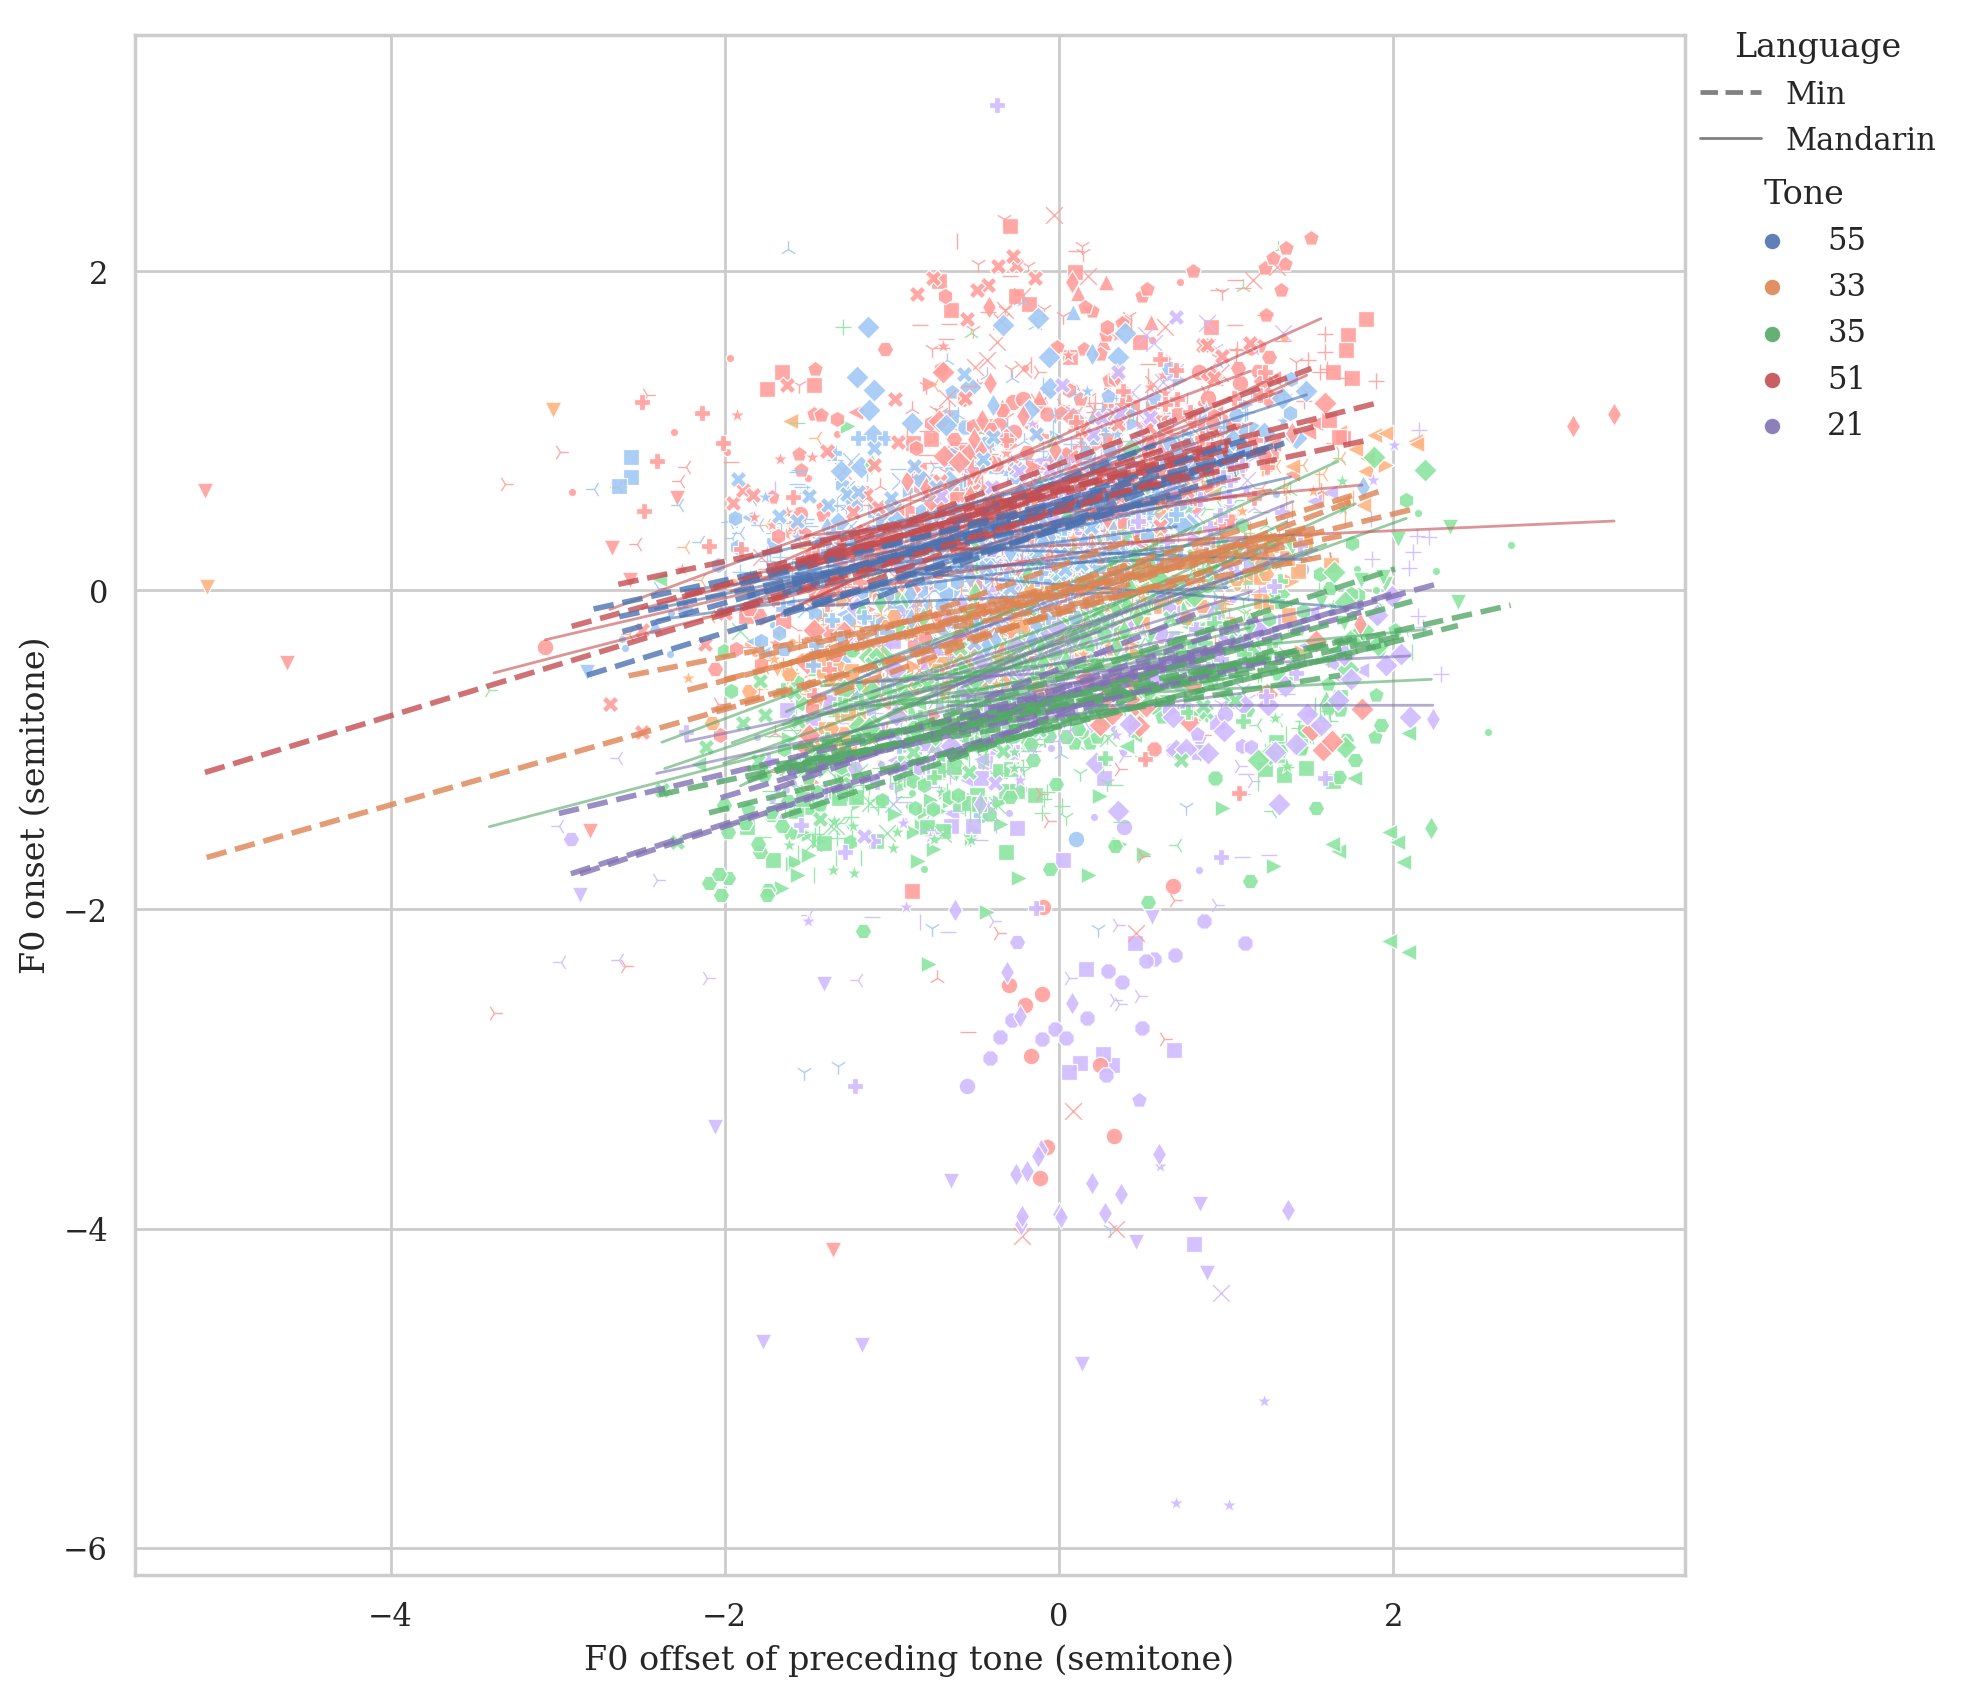 Language
Min
Mandarin
Tone
55
33
35
51
21
2
0
−2
−4
−6
−4
−2
0
2
F0 onset (semitone)
F0 offset of preceding tone (semitone)